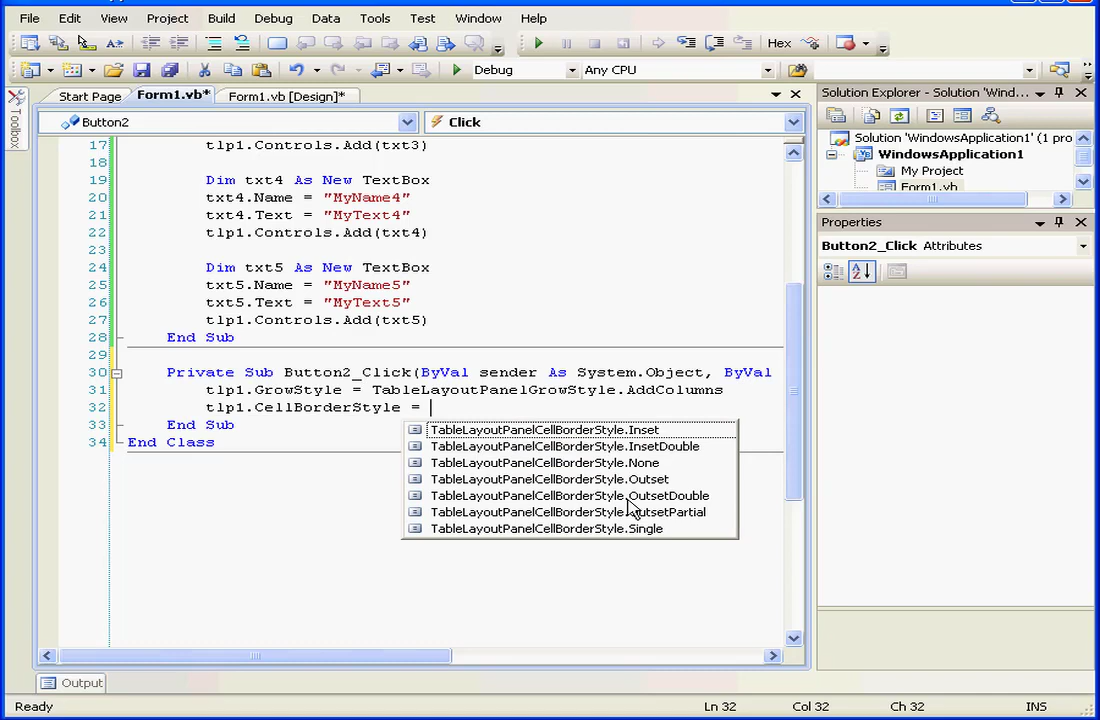 File Edit View Project Build Debug Data Tools Test Window Help
Hex
Debug Any CPU
Start Page Form1.vb* Form1.vb [Design]*
Solution Explorer - Solution 'Wind...
Toolbox
Button2 Click
Solution 'WindowsApplication1' (1 pro
WindowsApplication1
My Project
Form1.vb
17 tlp1.Controls.Add(txt3)
18
19 Dim txt4 As New TextBox
20 txt4.Name = "MyName4"
21 txt4.Text = "MyText4"
22 tlp1.Controls.Add(txt4)
23
24 Dim txt5 As New TextBox
25 txt5.Name = "MyName5"
26 txt5.Text = "MyText5"
27 tlp1.Controls.Add(txt5)
28 End Sub
29
30 Private Sub Button2_Click(ByVal sender As System.Object, ByVal
31 tlp1.GrowStyle = TableLayoutPanelGrowStyle.AddColumns
32 tlp1.CellBorderStyle =
33 End Sub
34 End Class
TableLayoutPanelCellBorderStyle.Inset
TableLayoutPanelCellBorderStyle.InsetDouble
TableLayoutPanelCellBorderStyle.None
TableLayoutPanelCellBorderStyle.Outset
TableLayoutPanelCellBorderStyle.OutsetDouble
TableLayoutPanelCellBorderStyle.OutsetPartial
TableLayoutPanelCellBorderStyle.Single
Properties
Button2_Click Attributes
Output
Ready Ln 32 Col 32 Ch 32 INS